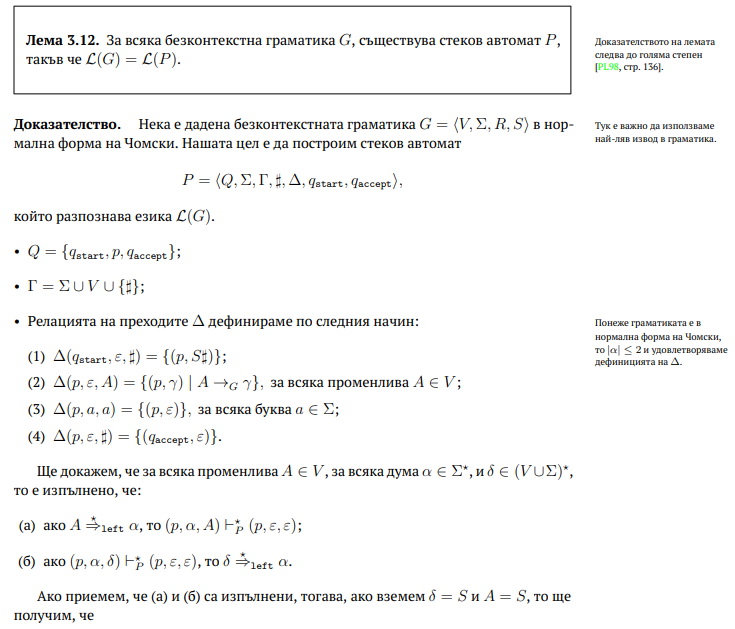 Лема 3.12. За всяка безконтекстна граматика G, съществува стеков автомат P,
такъв че 𝓛(G) = 𝓛(P).
Доказателството на лемата
следва до голяма степен
[PL98, стр. 136].
Доказателство. Нека е дадена безконтекстната граматика G = ⟨V, Σ, R, S⟩ в нор-
мална форма на Чомски. Нашата цел е да построим стеков автомат
Тук е важно да използваме
най-ляв извод в граматика.
P = ⟨Q, Σ, Γ, ♯, Δ, q_start, q_accept⟩,
който разпознава езика 𝓛(G).
• Q = {q_start, p, q_accept};
• Γ = Σ ∪ V ∪ {♯};
• Релацията на преходите Δ дефинираме по следния начин:
Понеже граматиката е в
нормална форма на Чомски,
то |α| ≤ 2 и удовлетворяваме
дефиницията на Δ.
(1) Δ(q_start, ε, ♯) = {(p, S♯)};
(2) Δ(p, ε, A) = {(p, γ) | A →_G γ}, за всяка променлива A ∈ V;
(3) Δ(p, a, a) = {(p, ε)}, за всяка буква a ∈ Σ;
(4) Δ(p, ε, ♯) = {(q_accept, ε)}.
Ще докажем, че за всяка променлива A ∈ V, за всяка дума α ∈ Σ⋆, и δ ∈ (V∪Σ)⋆,
то е изпълнено, че:
(а) ако A ⇒⋆_left α, то (p, α, A) ⊢⋆_P (p, ε, ε);
(б) ако (p, α, δ) ⊢⋆_P (p, ε, ε), то δ ⇒⋆_left α.
Ако приемем, че (а) и (б) са изпълнени, тогава, ако вземем δ = S и A = S, то ще
получим, че